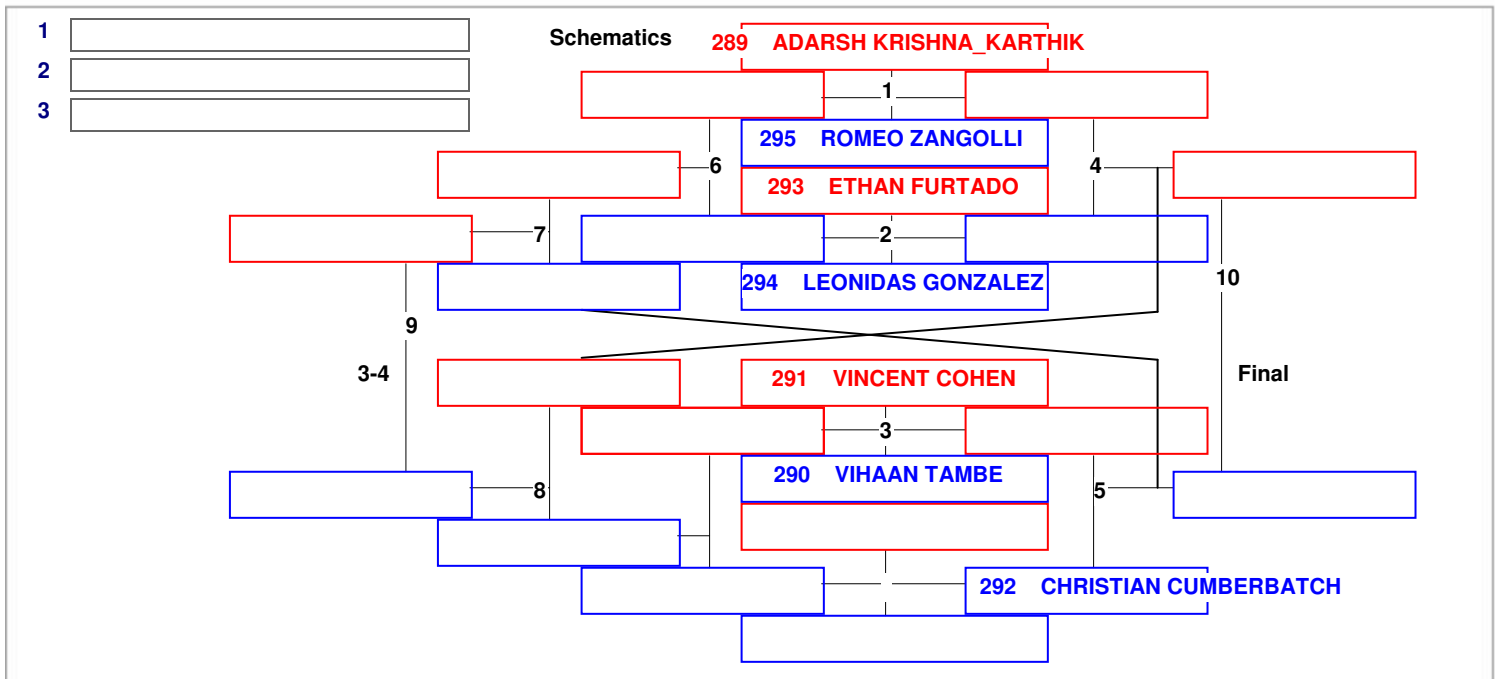 1
Schematics
289 ADARSH KRISHNA_KARTHIK
2
1
3
295 ROMEO ZANGOLLI
6
4
293 ETHAN FURTADO
7
2
294 LEONIDAS GONZALEZ
10
9
3-4
291 VINCENT COHEN
Final
3
290 VIHAAN TAMBE
8
5
292 CHRISTIAN CUMBERBATCH